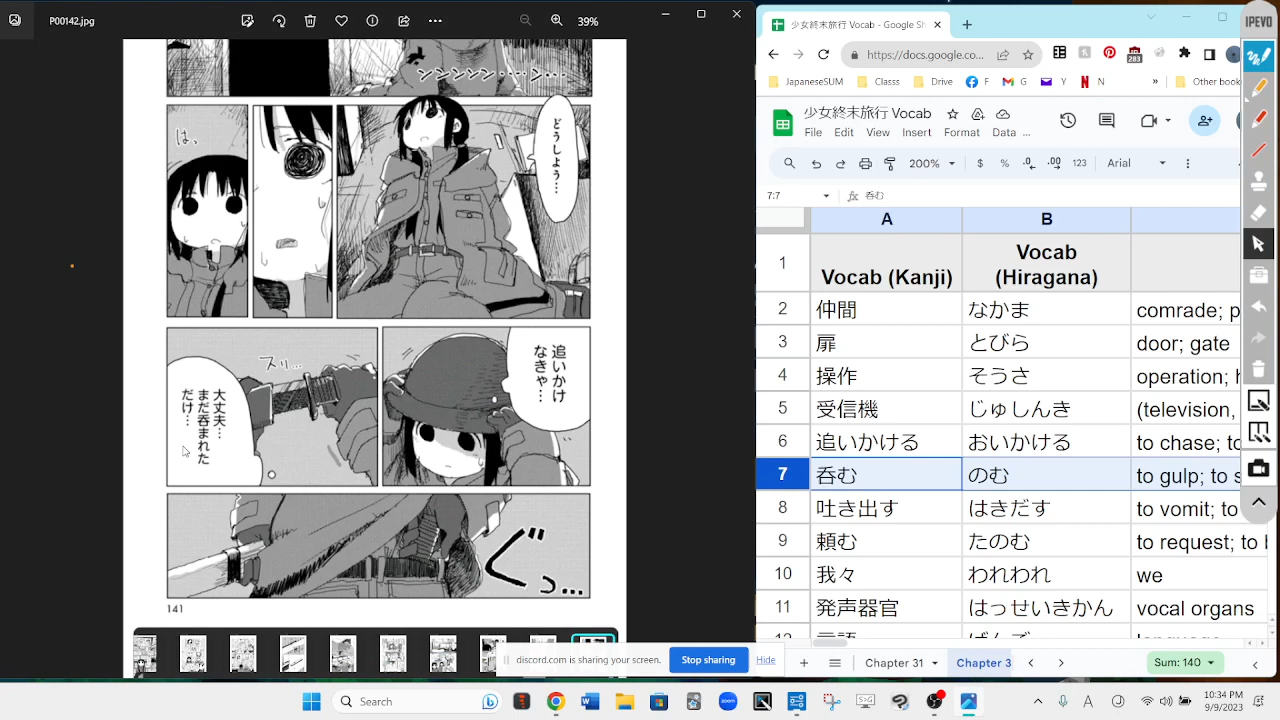 P00142.jpg
39%
ンンンンン・・・・ン・・・
どうしよう…
は、
追いかけ
なきゃ…
スリ…
大丈夫…
まだ呑まれた
だけ…
ぐっ…
141
少女終末旅行 Vocab - Google Sh
https://docs.google.co
283
JapaneseSUM
Classs
Drive
F
G
Y
N
»
Other book
少女終末旅行 Vocab
File Edit View Insert Format Data ...
200%
$ % .0 .00 123 Arial
7:7
fx 呑む
A B
1 Vocab (Kanji) Vocab (Hiragana)
2 仲間 なかま comrade; p
3 扉 とびら door; gate
4 操作 そうさ operation; h
5 受信機 じゅしんき (television,
6 追いかける おいかける to chase; to
7 呑む のむ to gulp; to s
8 吐き出す はきだす to vomit; to
9 頼む たのむ to request; to b
10 我々 われわれ we
11 発声器官 はっせいきかん vocal organs
Chapter 31
Chapter 3
Sum: 140
discord.com is sharing your screen.
Stop sharing
Hide
IPEVO
Search
zoom
A
10:34 PM
9/9/2023